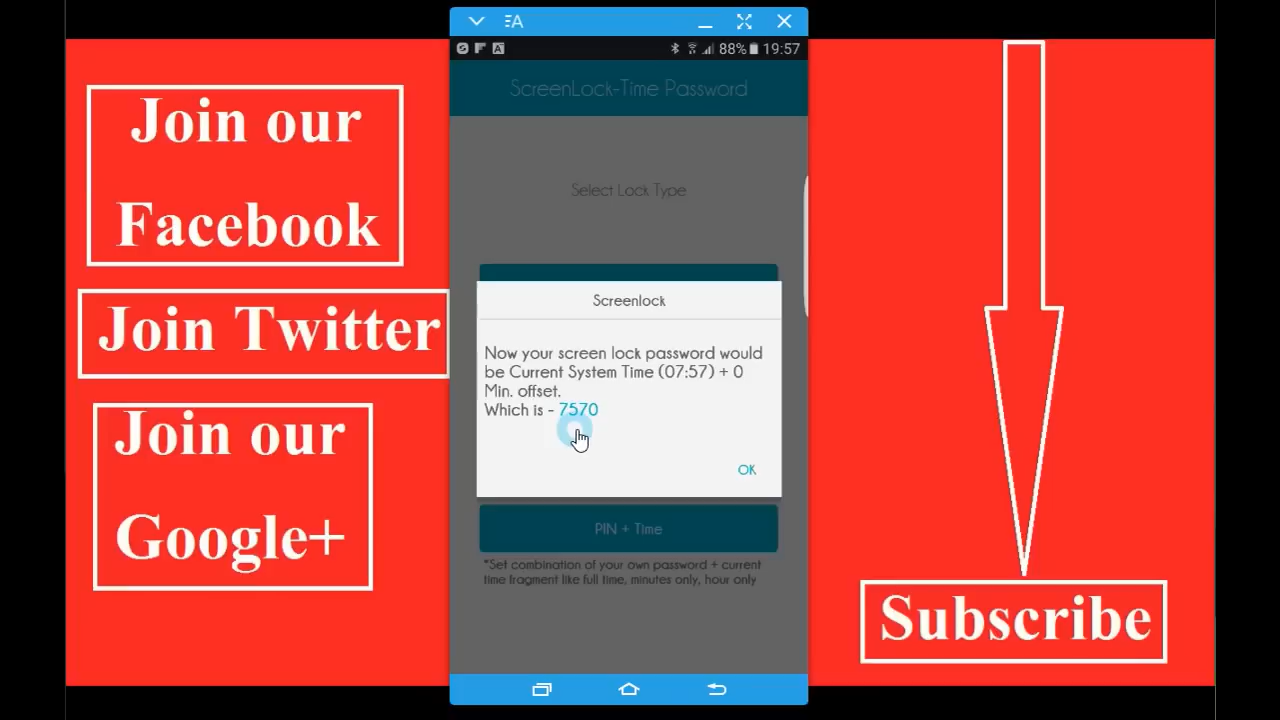 Join our
Facebook
Join Twitter
Join our
Google+
A
88% 19:57
ScreenLock-Time Password
Select Lock Type
Screenlock
Now your screen lock password would
be Current System Time (07:57) + 0
Min. offset.
Which is - 7570
OK
PIN + Time
*Set combination of your own password + current
time fragment like full time, minutes only, hour only
Subscribe